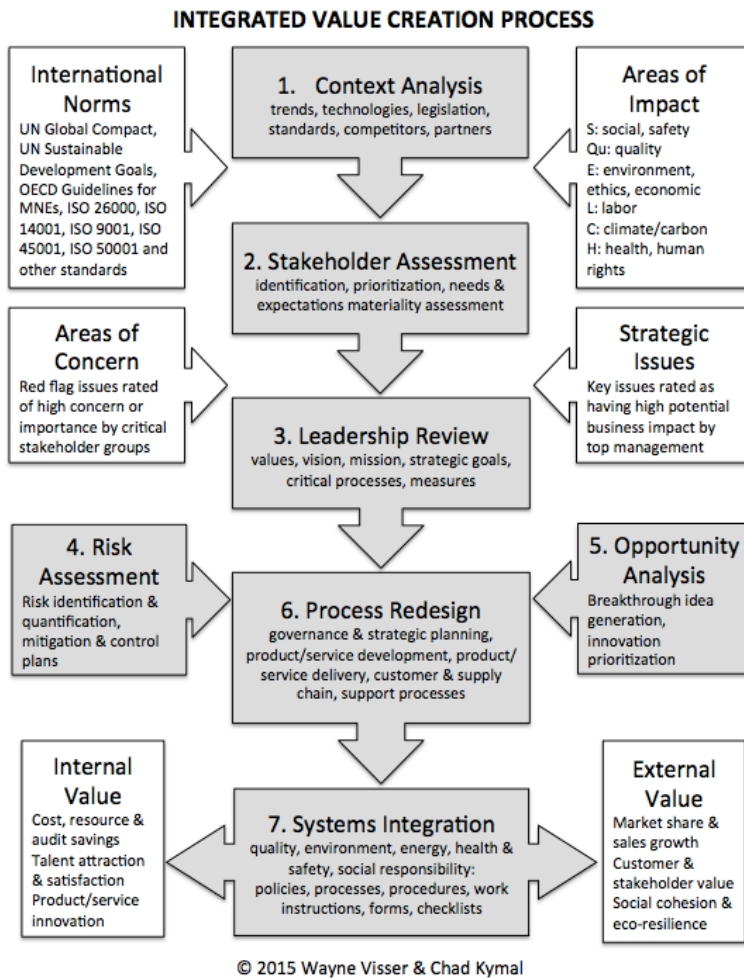 INTEGRATED VALUE CREATION PROCESS
International
Norms
UN Global Compact,
UN Sustainable
Development Goals,
OECD Guidelines for
MNEs, ISO 26000, ISO
14001, ISO 9001, ISO
45001, ISO 50001 and
other standards
1. Context Analysis
trends, technologies, legislation,
standards, competitors, partners
Areas of
Impact
S: social, safety
Qu: quality
E: environment,
ethics, economic
L: labor
C: climate/carbon
H: health, human
rights
2. Stakeholder Assessment
identification, prioritization, needs &
expectations materiality assessment
Areas of
Concern
Red flag issues rated
of high concern or
importance by critical
stakeholder groups
Strategic
Issues
Key issues rated as
having high potential
business impact by
top management
3. Leadership Review
values, vision, mission, strategic goals,
critical processes, measures
4. Risk
Assessment
Risk identification &
quantification,
mitigation & control
plans
5. Opportunity
Analysis
Breakthrough idea
generation,
innovation
prioritization
6. Process Redesign
governance & strategic planning,
product/service development, product/
service delivery, customer & supply
chain, support processes
Internal
Value
Cost, resource &
audit savings
Talent attraction
& satisfaction
Product/service
innovation
7. Systems Integration
quality, environment, energy, health &
safety, social responsibility:
policies, processes, procedures, work
instructions, forms, checklists
External
Value
Market share &
sales growth
Customer &
stakeholder value
Social cohesion &
eco-resilience
© 2015 Wayne Visser & Chad Kymal